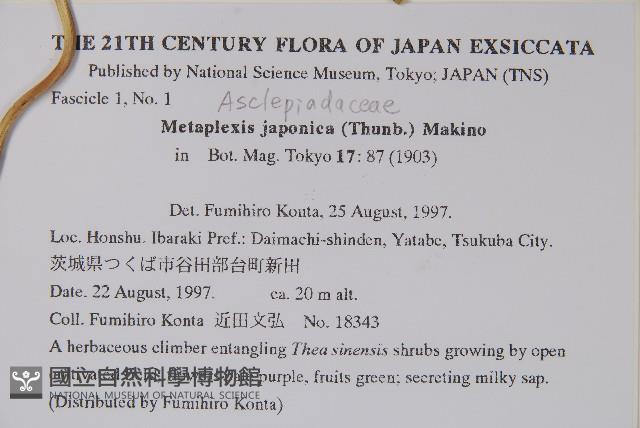 THE 21TH CENTURY FLORA OF JAPAN EXSICCATA
Published by National Science Museum, Tokyo; JAPAN (TNS)
Fascicle 1, No. 1 Asclepiadaceae
Metaplexis japonica (Thunb.) Makino
in Bot. Mag. Tokyo 17: 87 (1903)
Det. Fumihiro Konta, 25 August, 1997.
Loc. Honshu. Ibaraki Pref.: Daimachi-shinden, Yatabe, Tsukuba City.
茨城県つくば市谷田部台町新田
Date. 22 August, 1997. ca. 20 m alt.
Coll. Fumihiro Konta 近田文弘 No. 18343
A herbaceous climber entangling Thea sinensis shrubs growing by open
purple, fruits green; secreting milky sap.
國立自然科學博物館
NATIONAL MUSEUM OF NATURAL SCIENCE
(Distributed by Fumihiro Konta)